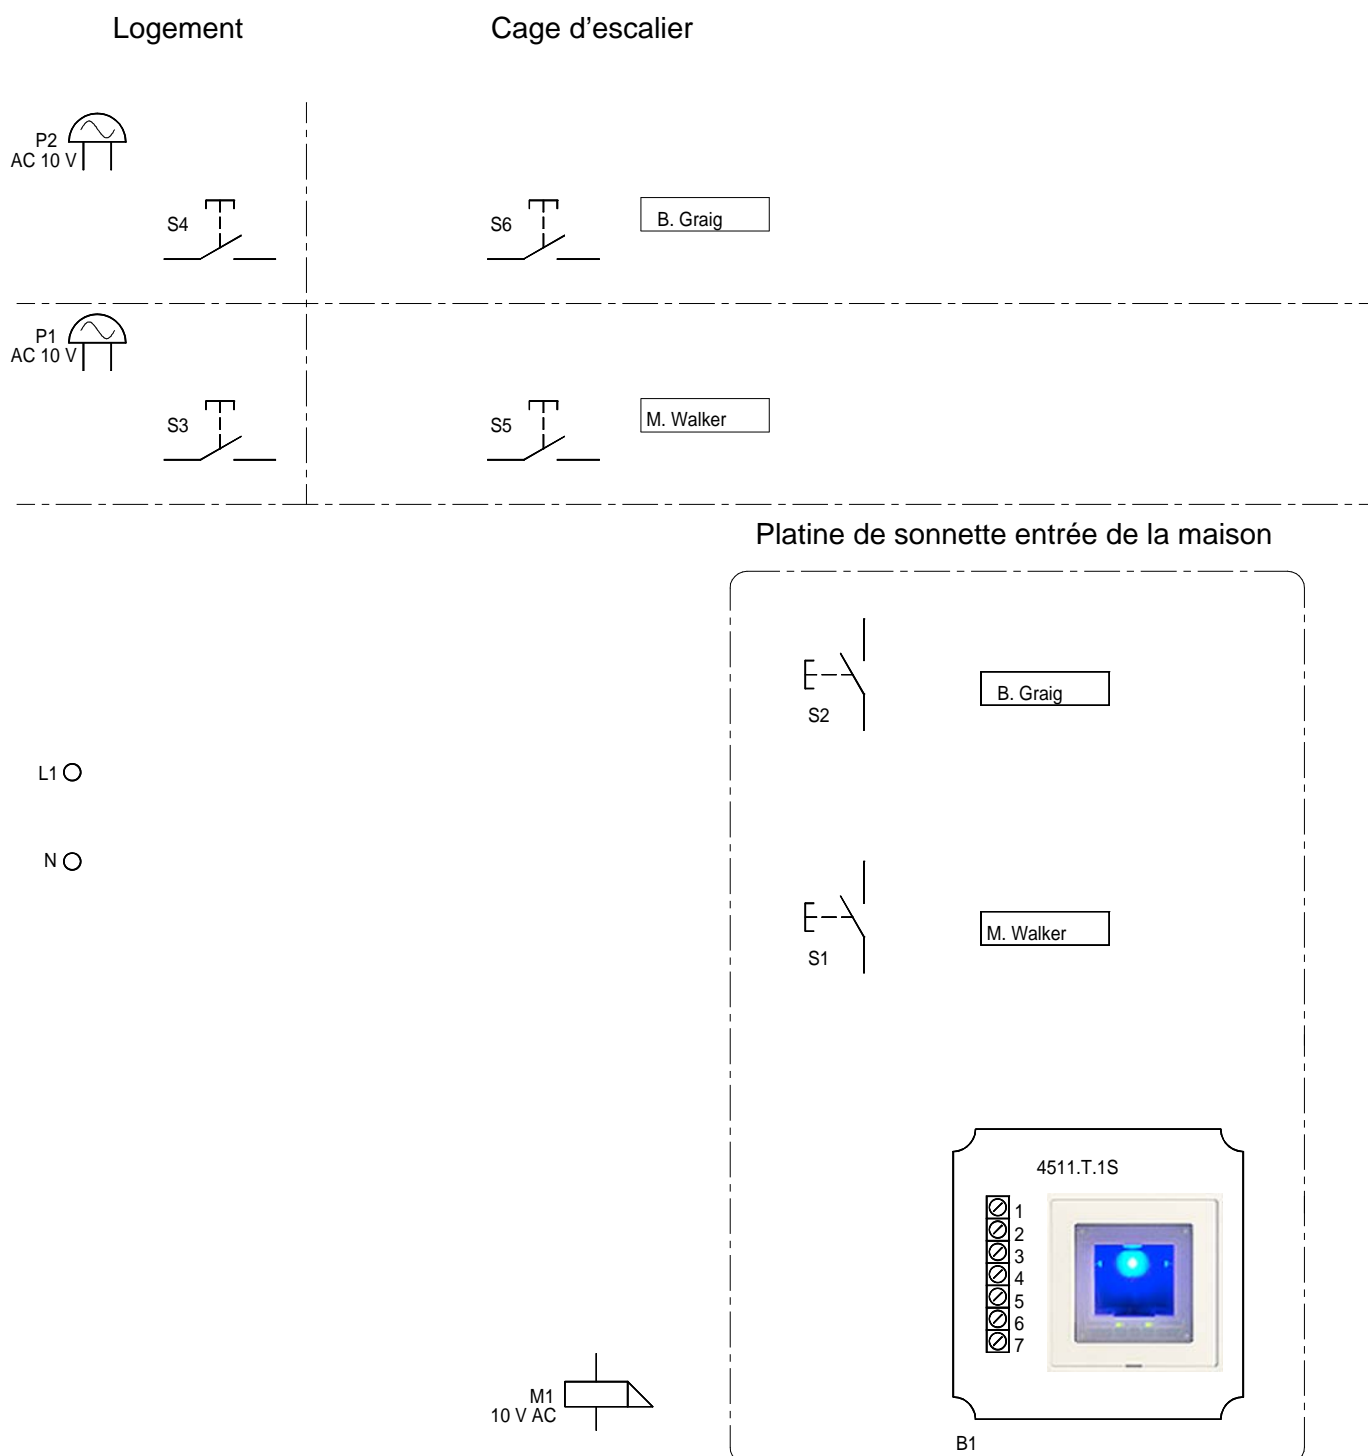 Logement
Cage d'escalier
P2
AC 10 V
S4
S6
B. Graig
P1
AC 10 V
S3
S5
M. Walker
Platine de sonnette entrée de la maison
S2
B. Graig
L1
N
S1
M. Walker
4511.T.1S
1
2
3
4
5
6
7
M1
10 V AC
B1